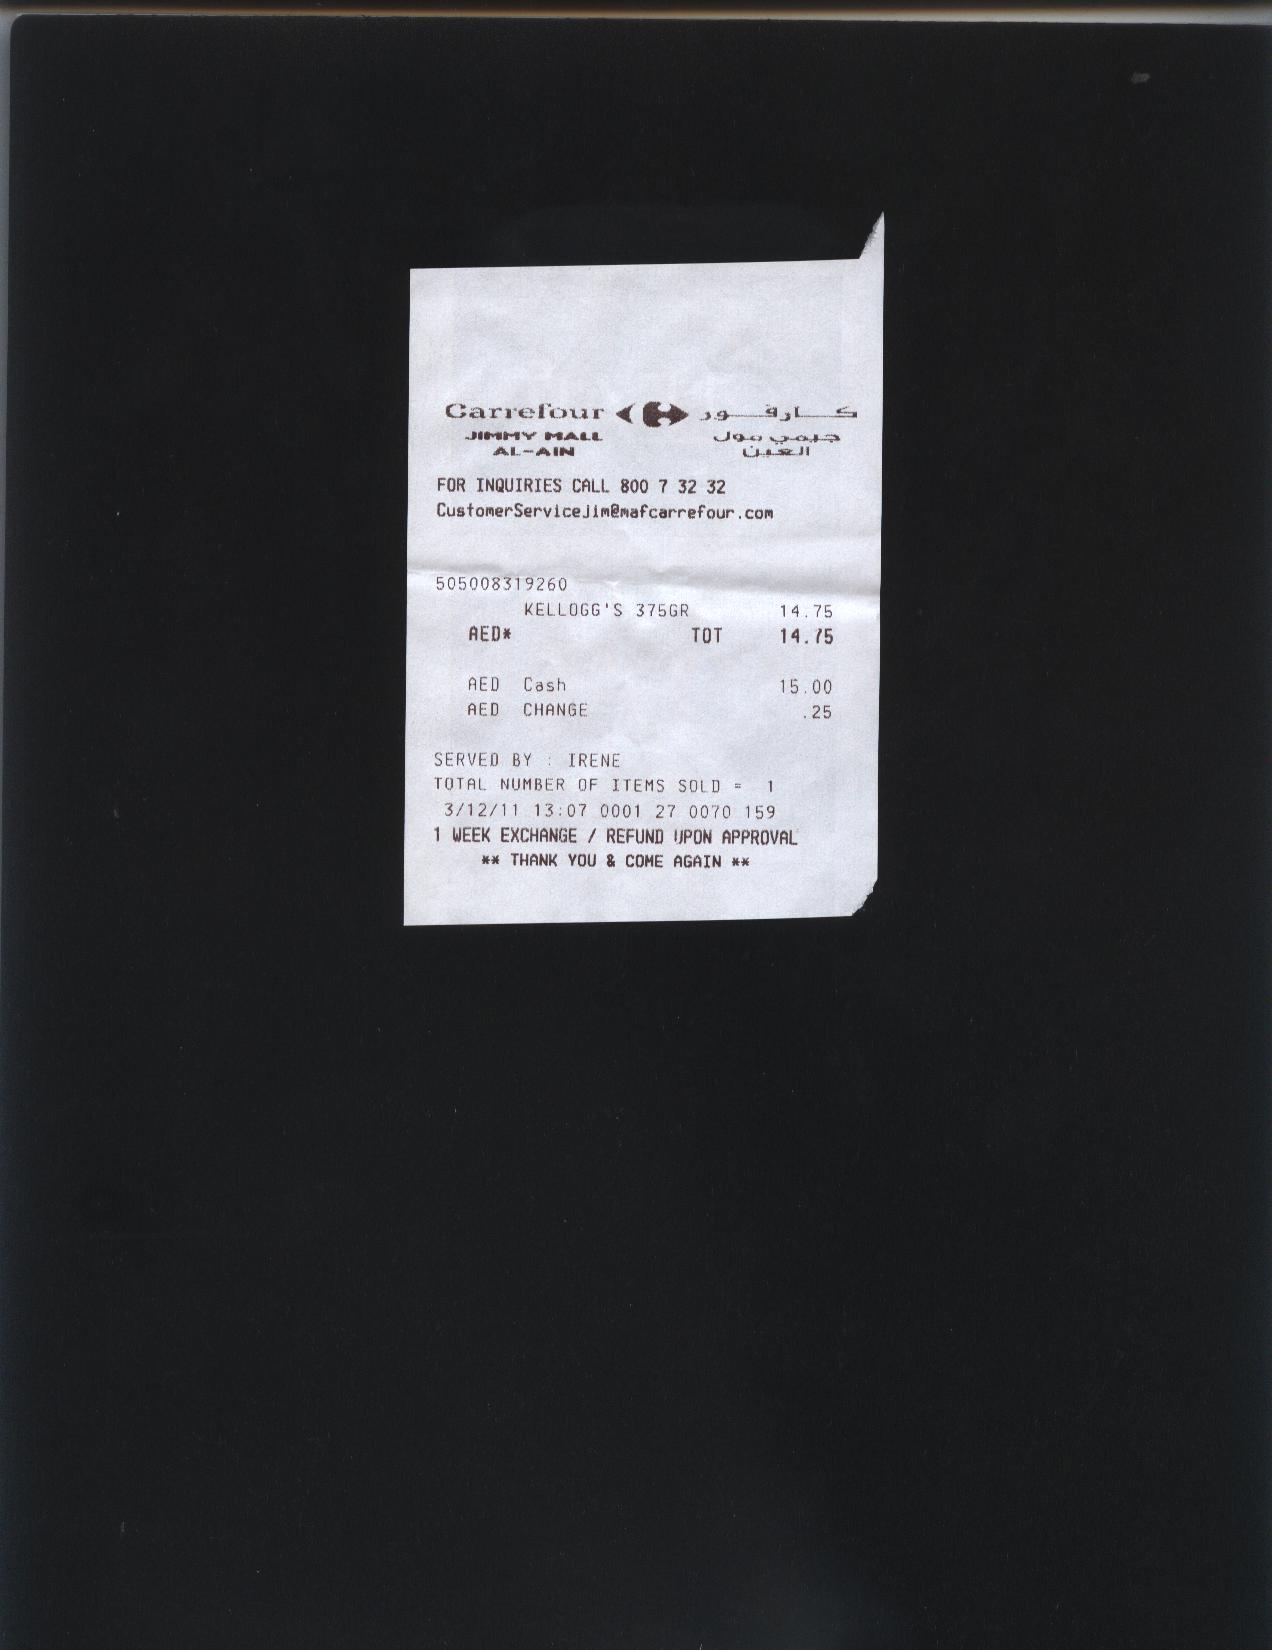 Carrefour كارفور
JIMMY MALL جيمي مول
AL-AIN العين
FOR INQUIRIES CALL 800 7 32 32
CustomerServiceJim@mafcarrefour.com
505008319260
KELLOGG'S 375GR 14.75
AED* TOT 14.75
AED Cash 15.00
AED CHANGE .25
SERVED BY : IRENE
TOTAL NUMBER OF ITEMS SOLD = 1
3/12/11 13:07 0001 27 0070 159
1 WEEK EXCHANGE / REFUND UPON APPROVAL
** THANK YOU & COME AGAIN **